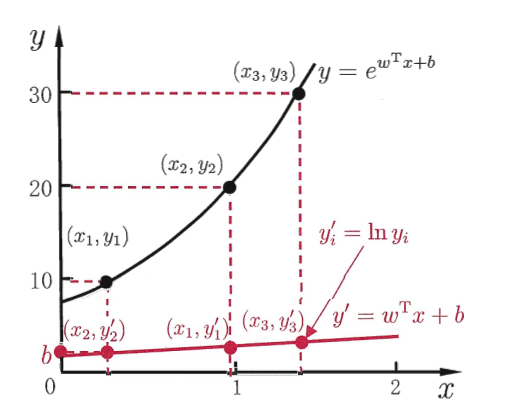 y
(x₃, y₃) y = e^{wᵀx+b}
30
(x₂, y₂)
20
(x₁, y₁)
y′ᵢ = ln yᵢ
10
(x₂, y′₂) (x₁, y′₁) (x₃, y′₃) y′ = wᵀx + b
b
0 1 2 x